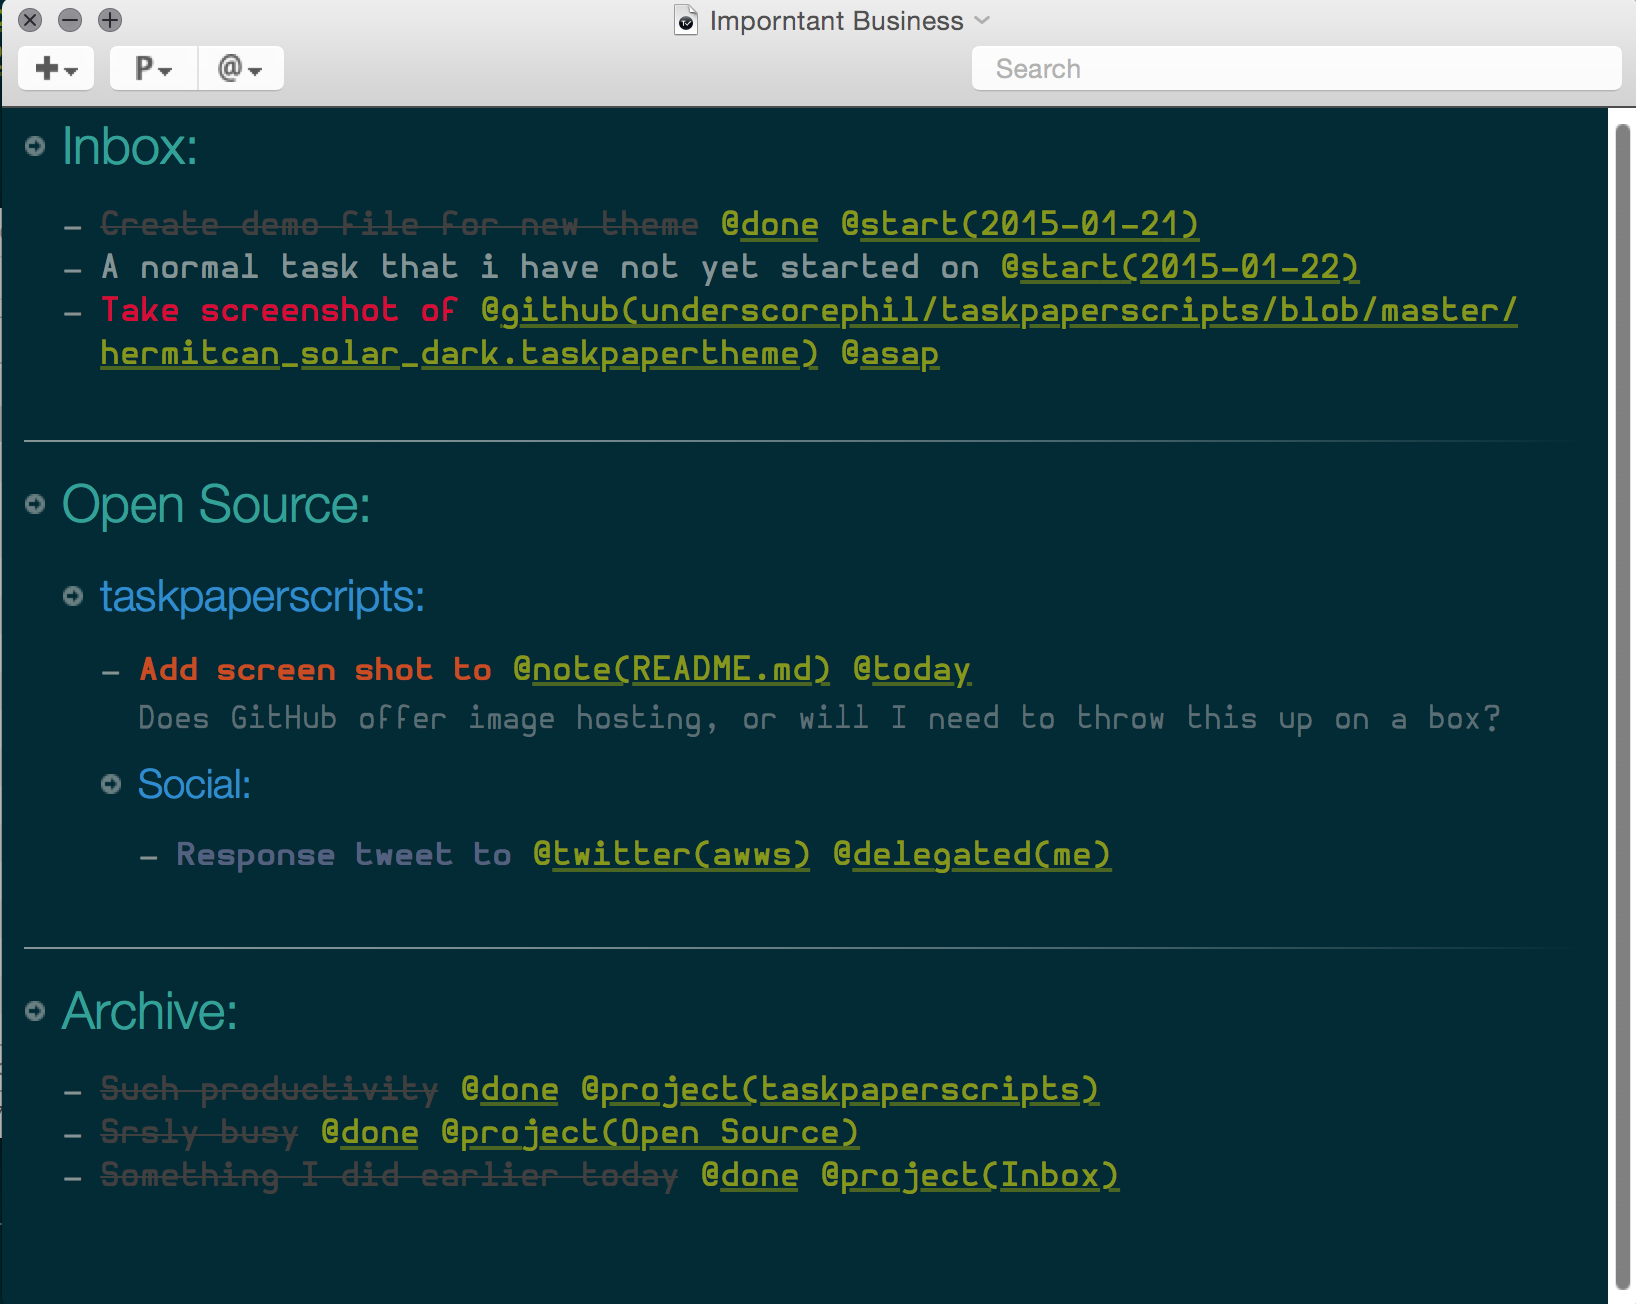 Imporntant Business
P
@
Search
Inbox:
– Create demo file for new theme @done @start(2015-01-21)
– A normal task that i have not yet started on @start(2015-01-22)
– Take screenshot of @github(underscorephil/taskpaperscripts/blob/master/
hermitcan_solar_dark.taskpapertheme) @asap
Open Source:
taskpaperscripts:
– Add screen shot to @note(README.md) @today
Does GitHub offer image hosting, or will I need to throw this up on a box?
Social:
– Response tweet to @twitter(awws) @delegated(me)
Archive:
– Such productivity @done @project(taskpaperscripts)
– Srsly busy @done @project(Open Source)
– Something I did earlier today @done @project(Inbox)